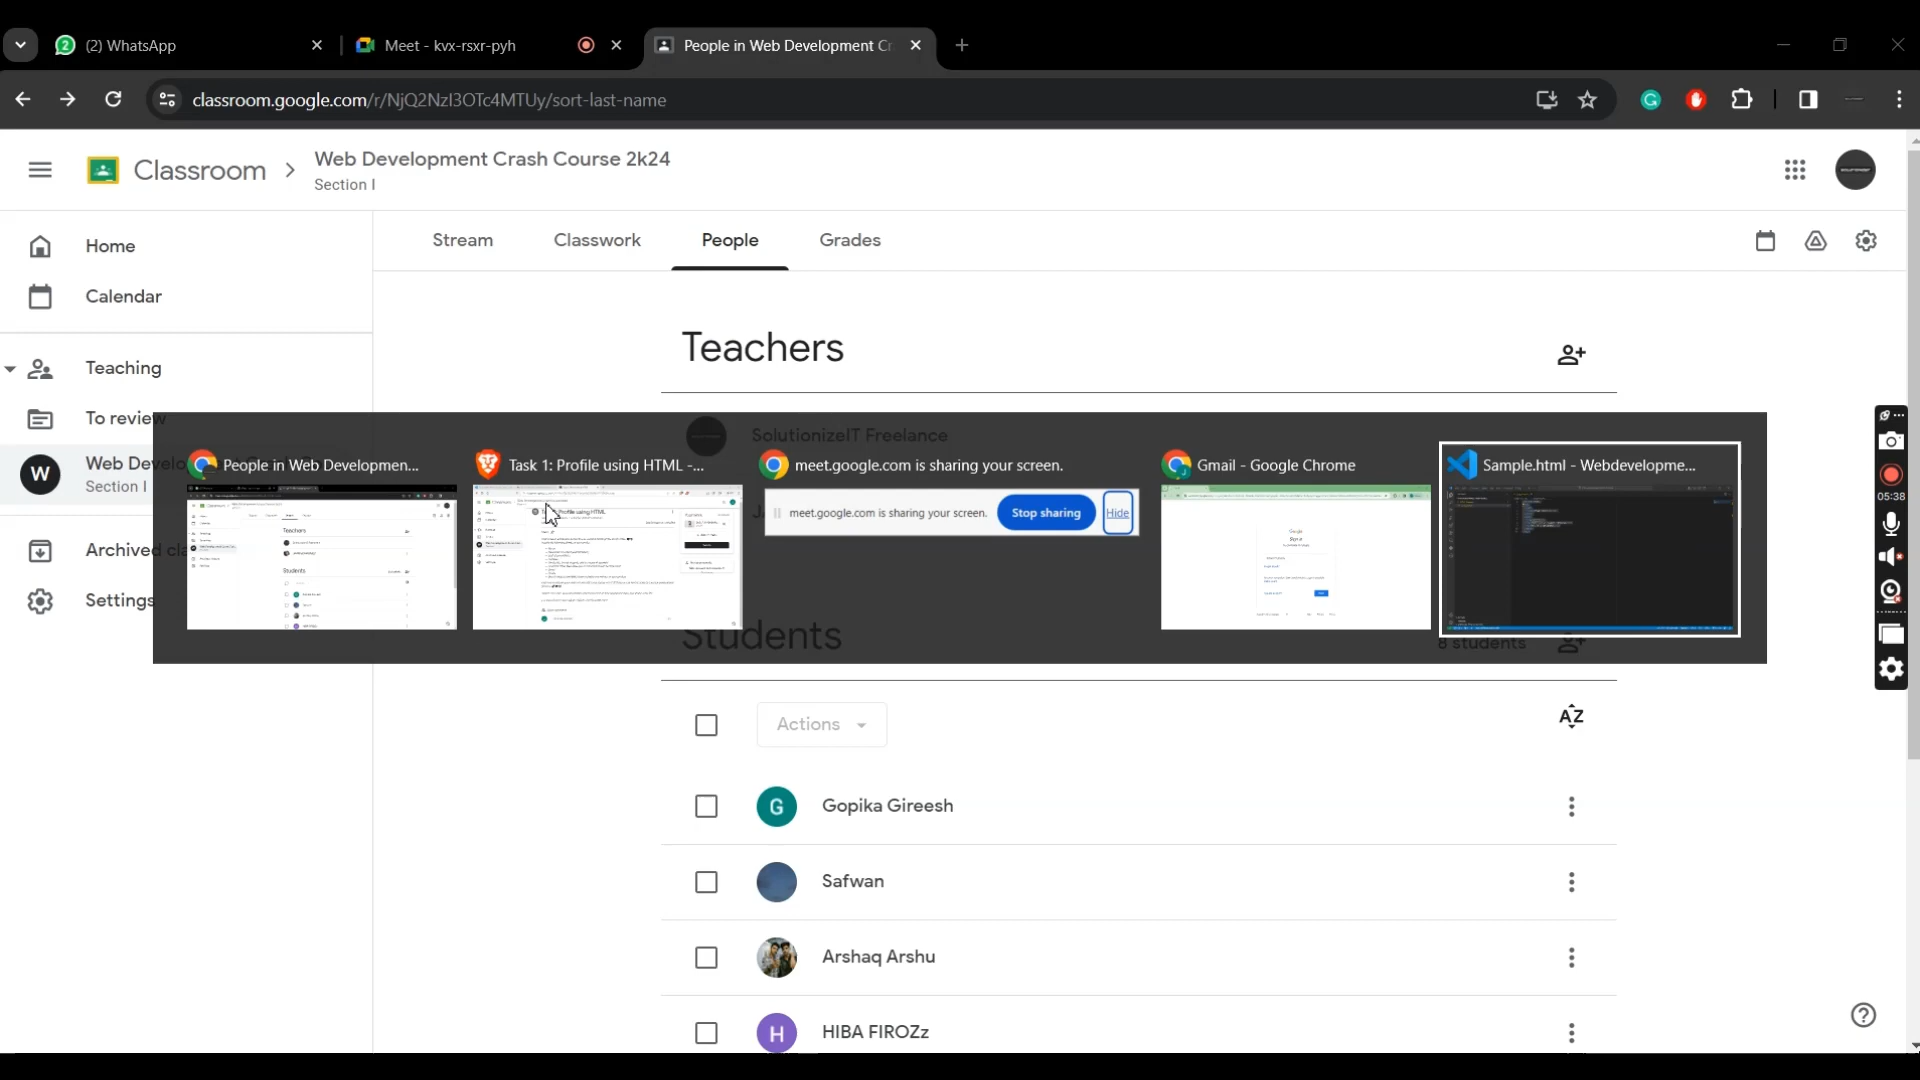 (2) WhatsApp
Meet - kvx-rsxr-pyh
People in Web Development Cr
classroom.google.com/r/NjQ2NzI3OTc4MTUy/sort-last-name
Classroom
Web Development Crash Course 2k24
Section I
Home
Calendar
Teaching
To review
W
Web Develo
Section I
Archived cla
Settings
Stream
Classwork
People
Grades
Teachers
SolutionizeIT Freelance
People in Web Developmen...
Task 1: Profile using HTML -...
meet.google.com is sharing your screen.
Gmail - Google Chrome
Sample.html - Webdevelopme...
meet.google.com is sharing your screen.
Stop sharing
Hide
05:38
Students
8 students
Actions
AZ
G
Gopika Gireesh
Safwan
Arshaq Arshu
H
HIBA FIROZz